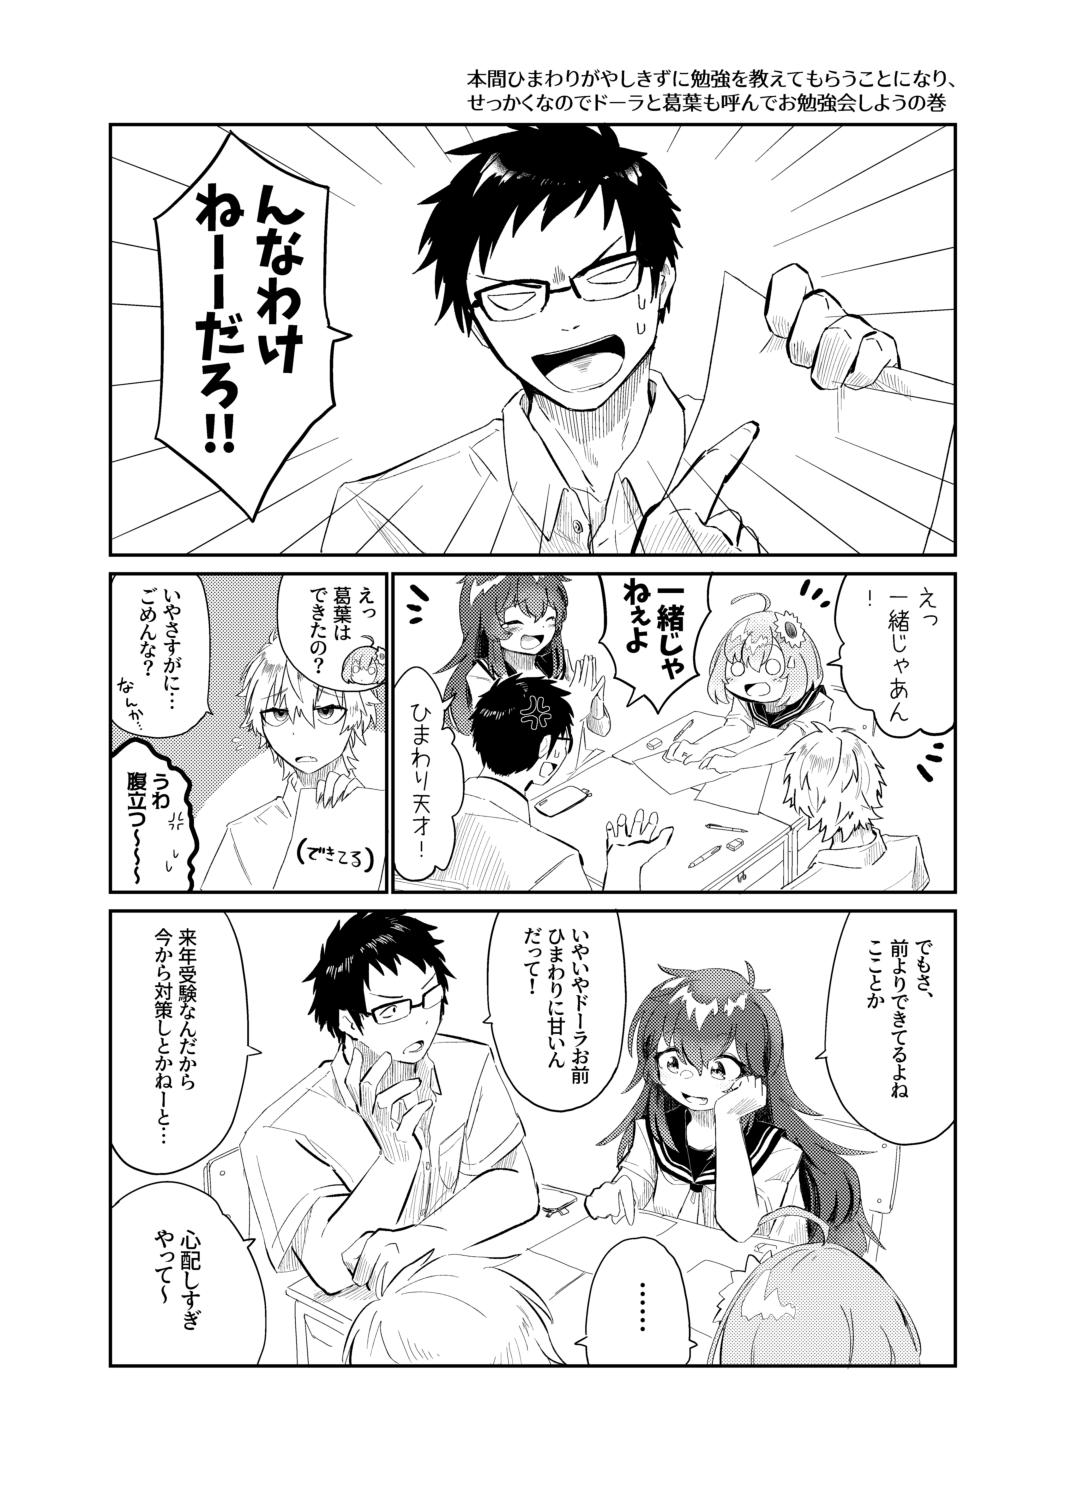 本間ひまわりがやしきずに勉強を教えてもらうことになり、
せっかくなのでドーラと葛葉も呼んでお勉強会しようの巻
んなわけ
ねーーだろ!!
えっ
一緒じゃあん
!
一緒じゃ
ねぇよ
ひまわり天才!
えっ
葛葉は
できたの?
(できてる)
いやさすがに…
ごめんな?
なんか…
うわ
腹立つ~~~
でもさ、
前よりできてるよね
こことか
いやいやドーラお前
ひまわりに甘いん
だって!
来年受験なんだから
今から対策しとかねーと…
……
心配しすぎ
やって~